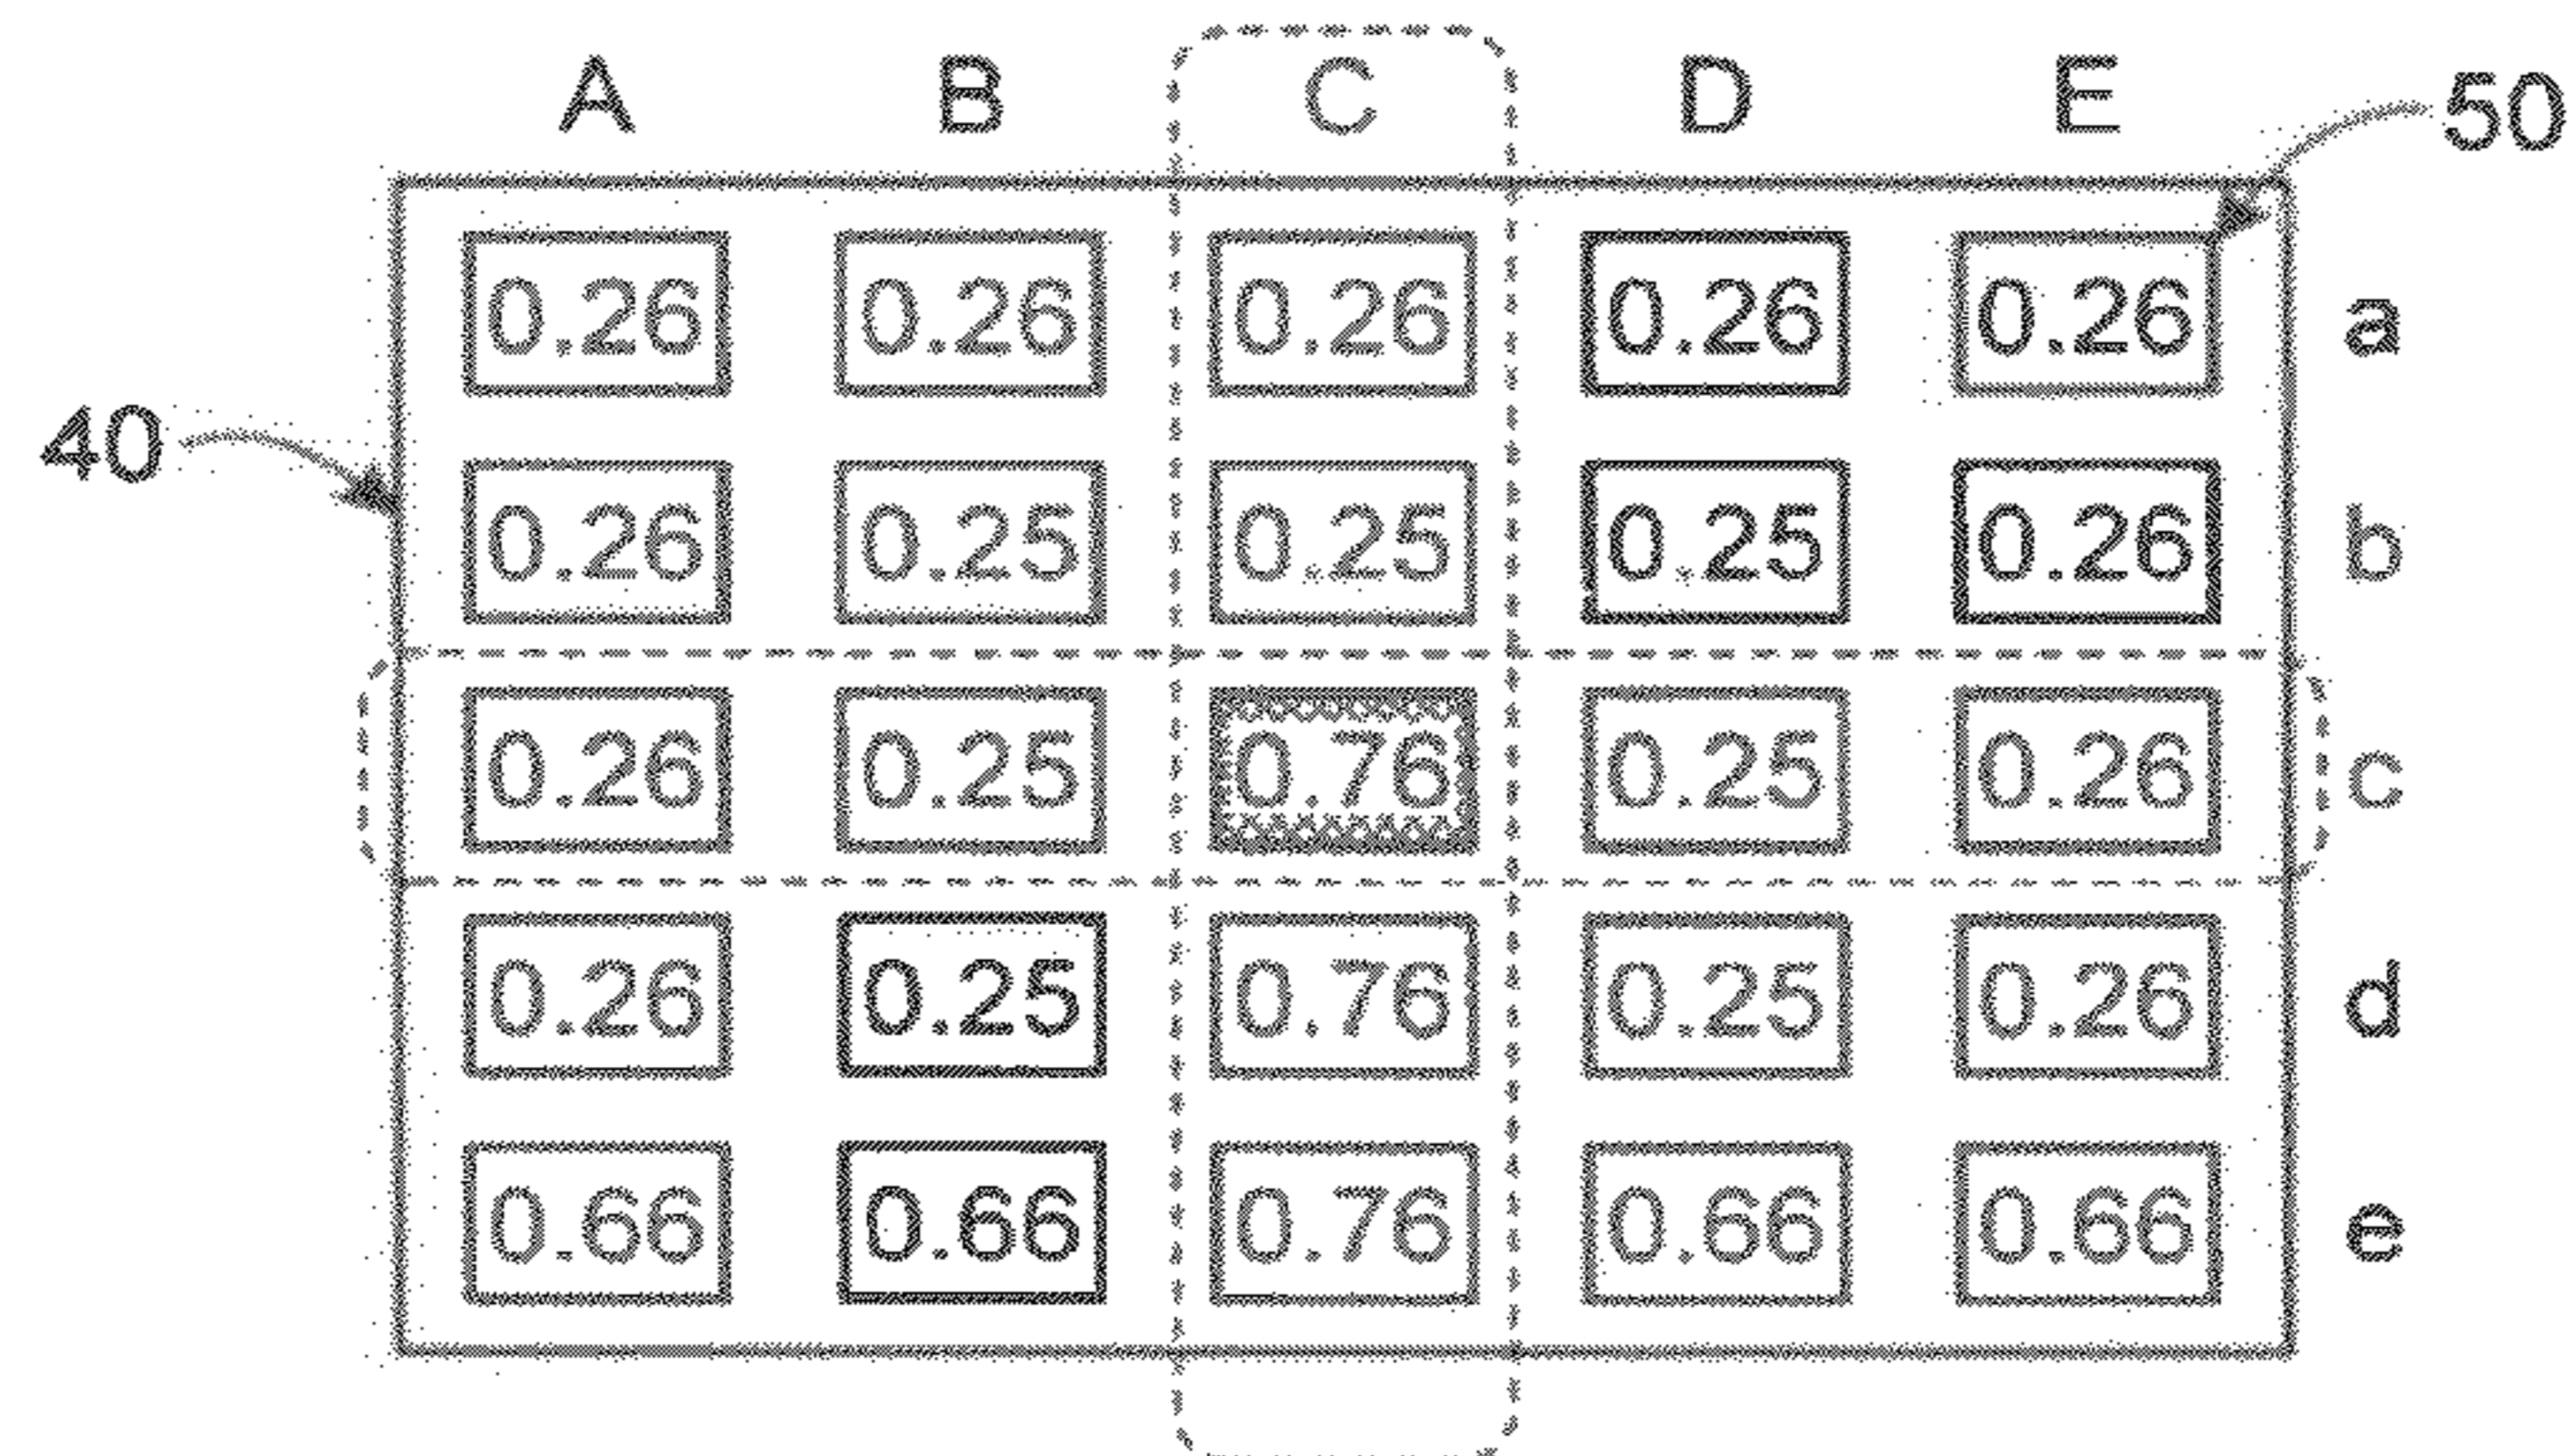 A B C D E
50
0.26 0.26 0.26 0.26 0.26 a
40
0.26 0.25 0.25 0.25 0.26 b
0.26 0.25 0.76 0.25 0.26 c
0.26 0.25 0.76 0.25 0.26 d
0.66 0.66 0.76 0.66 0.66 e